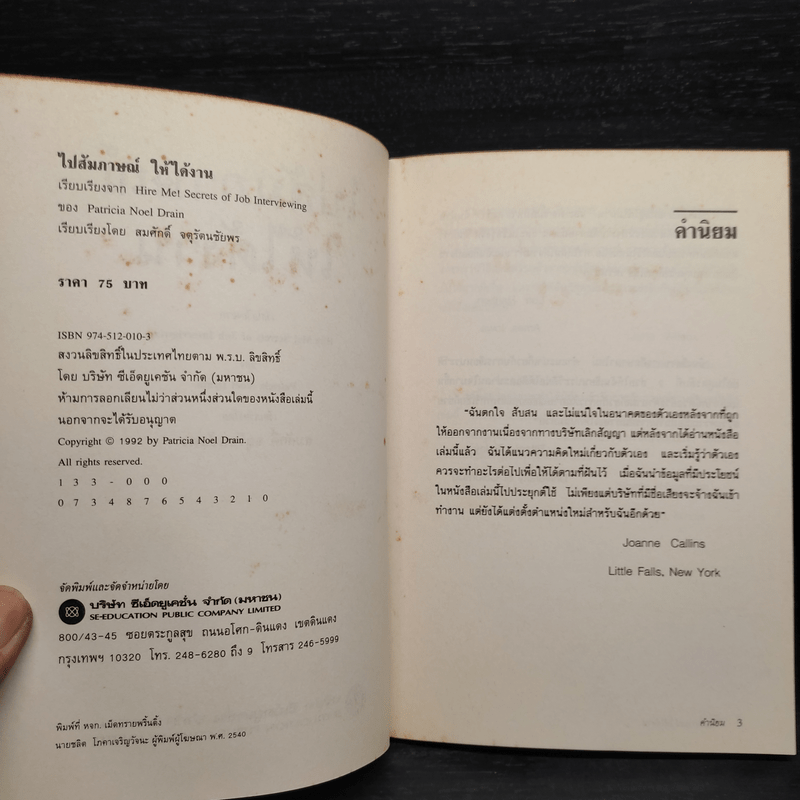 ไปสัมภาษณ์ ให้ได้งาน
เรียบเรียงจาก Hire Me! Secrets of Job Interviewing
ของ Patricia Noel Drain
เรียบเรียงโดย สมศักดิ์ จตุรัตนชัยพร
ราคา 75 บาท
ISBN 974-512-010-3
สงวนลิขสิทธิ์ในประเทศไทยตาม พ.ร.บ. ลิขสิทธิ์
โดย บริษัท ซีเอ็ดยูเคชัน จำกัด (มหาชน)
ห้ามการลอกเลียนไม่ว่าส่วนหนึ่งส่วนใดของหนังสือเล่มนี้
นอกจากจะได้รับอนุญาต
Copyright © 1992 by Patricia Noel Drain.
All rights reserved.
1 3 3 - 0 0 0
0 7 3 4 8 7 6 5 4 3 2 1 0
จัดพิมพ์และจัดจำหน่ายโดย
บริษัท ซีเอ็ดยูเคชั่น จำกัด (มหาชน)
SE-EDUCATION PUBLIC COMPANY LIMITED
800/43-45 ซอยตระกูลสุข ถนนอโศก-ดินแดง เขตดินแดง
กรุงเทพฯ 10320 โทร. 248-6280 ถึง 9 โทรสาร 246-5999
พิมพ์ที่ หจก. เม็ดทรายพริ้นติ้ง
นายชลิต โภคาเจริญวัจนะ ผู้พิมพ์ผู้โฆษณา พ.ศ. 2540
คำนิยม
"ฉันตกใจ สับสน และไม่แน่ใจในอนาคตของตัวเองหลังจากที่ถูก
ให้ออกจากงานเนื่องจากทางบริษัทเลิกสัญญา แต่หลังจากได้อ่านหนังสือ
เล่มนี้แล้ว ฉันได้แนวความคิดใหม่เกี่ยวกับตัวเอง และเริ่มรู้ว่าตัวเอง
ควรจะทำอะไรต่อไปเพื่อให้ได้ตามที่ฝันไว้ เมื่อฉันนำข้อมูลที่มีประโยชน์
ในหนังสือเล่มนี้ไปประยุกต์ใช้ ไม่เพียงแต่บริษัทที่มีชื่อเสียงจะจ้างฉันเข้า
ทำงาน แต่ยังได้แต่งตั้งตำแหน่งใหม่สำหรับฉันอีกด้วย"
Joanne Callins
Little Falls, New York
คำนิยม 3